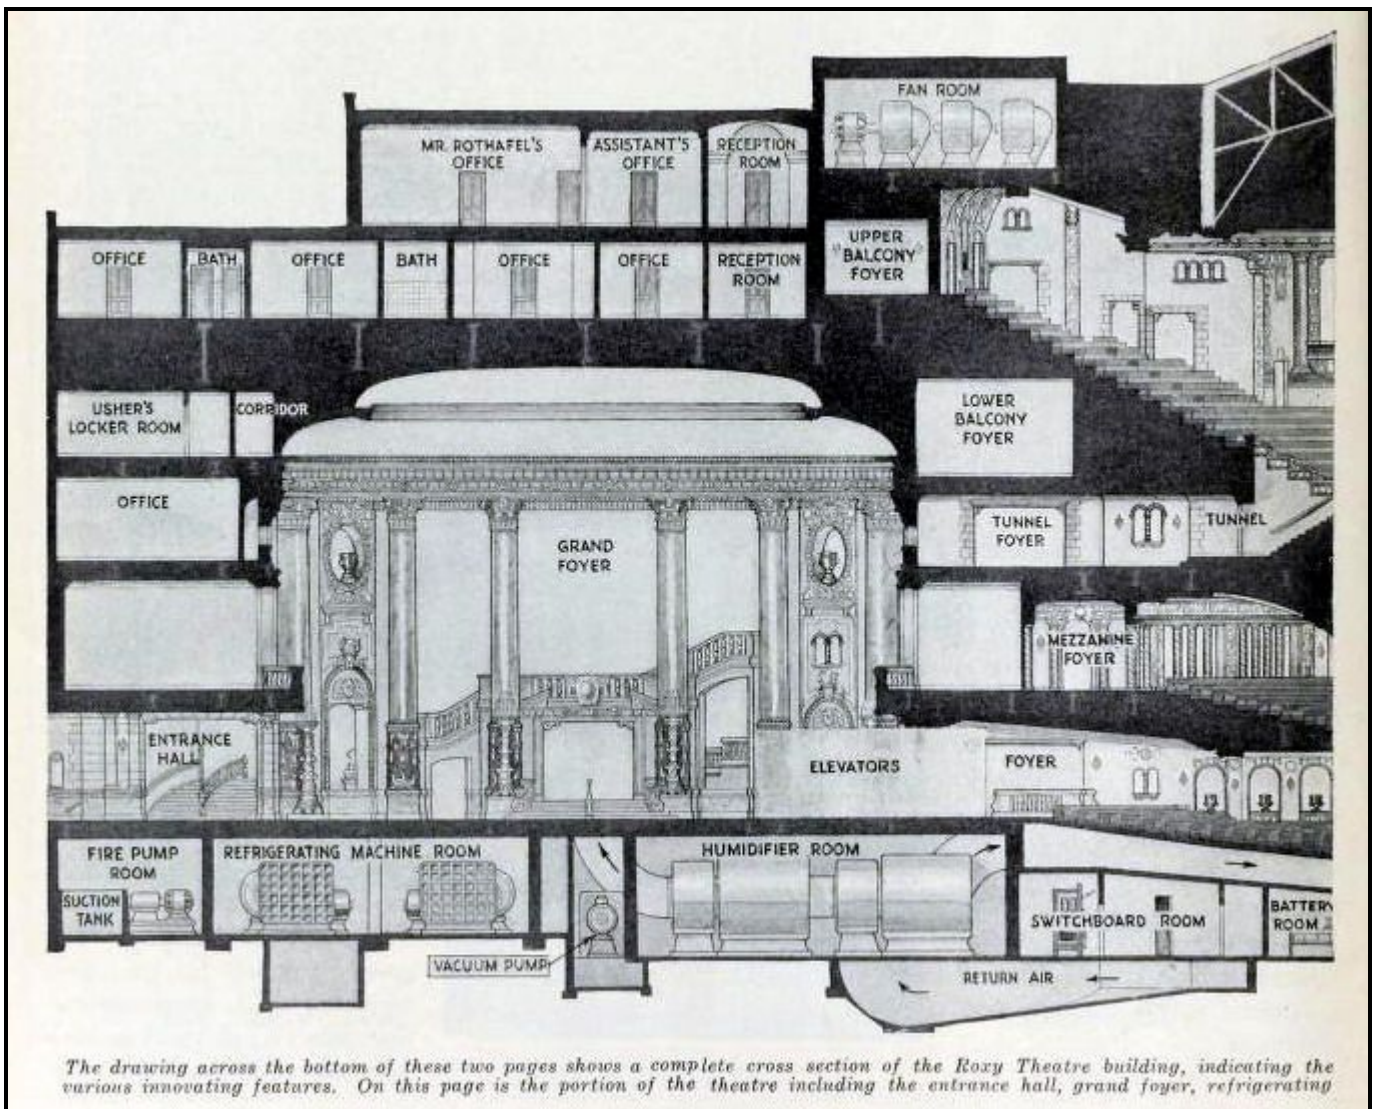 FAN ROOM
MR. ROTHAFEL'S
OFFICE
ASSISTANT'S
OFFICE
RECEPTION
ROOM
OFFICE
BATH
OFFICE
BATH
OFFICE
OFFICE
RECEPTION
ROOM
UPPER
BALCONY
FOYER
USHER'S
LOCKER ROOM
CORRIDOR
LOWER
BALCONY
FOYER
OFFICE
GRAND
FOYER
TUNNEL
FOYER
TUNNEL
MEZZANINE
FOYER
ENTRANCE
HALL
ELEVATORS
FOYER
FIRE PUMP
ROOM
SUCTION
TANK
REFRIGERATING MACHINE ROOM
HUMIDIFIER ROOM
SWITCHBOARD ROOM
BATTERY
ROOM
VACUUM PUMP
RETURN AIR
The drawing across the bottom of these two pages shows a complete cross section of the Roxy Theatre building, indicating the
various innovating features. On this page is the portion of the theatre including the entrance hall, grand foyer, refrigerating